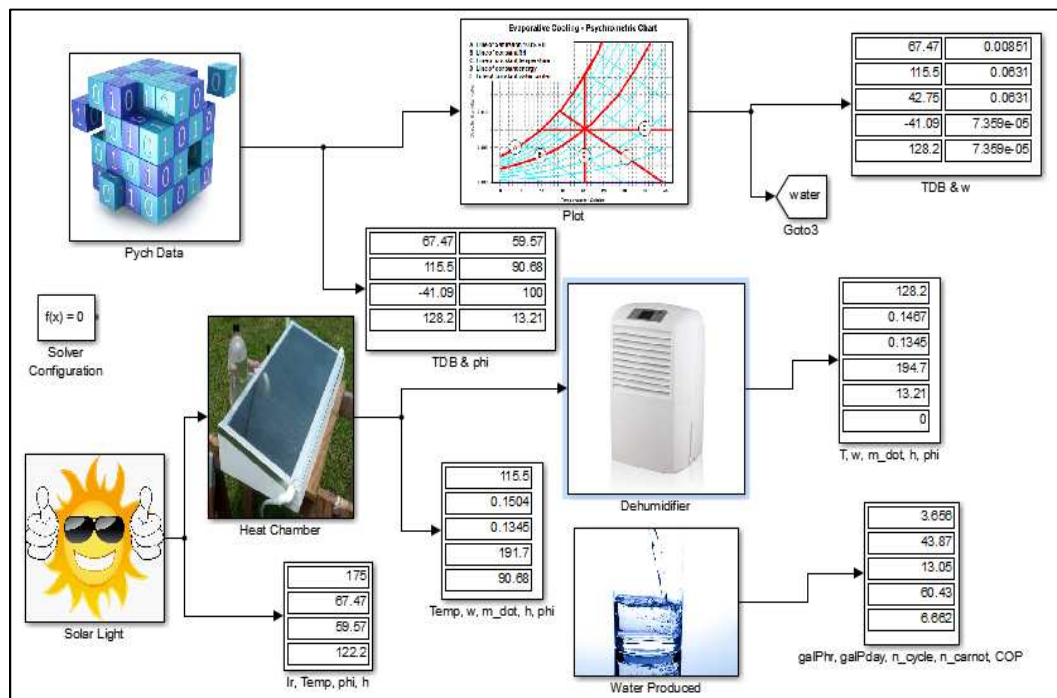 Evaporative Cooling - Psychrometric Chart
67.47 0.00851
115.5 0.0631
42.75 0.0631
-41.09 7.359e-05
128.2 7.359e-05
TDB & w
water
Goto3
Plot
Pych Data
67.47 59.57
115.5 90.68
-41.09 100
128.2 13.21
TDB & phi
f(x) = 0
Solver
Configuration
128.2
0.1467
0.1345
194.7
13.21
0
T, w, m_dot, h, phi
Heat Chamber
Dehumidifier
115.5
0.1504
0.1345
191.7
90.68
Temp, w, m_dot, h, phi
Solar Light
175
67.47
59.57
122.2
Ir, Temp, phi, h
Water Produced
3.656
43.87
13.05
60.43
6.662
galPhr, galPday, n_cycle, n_carnot, COP